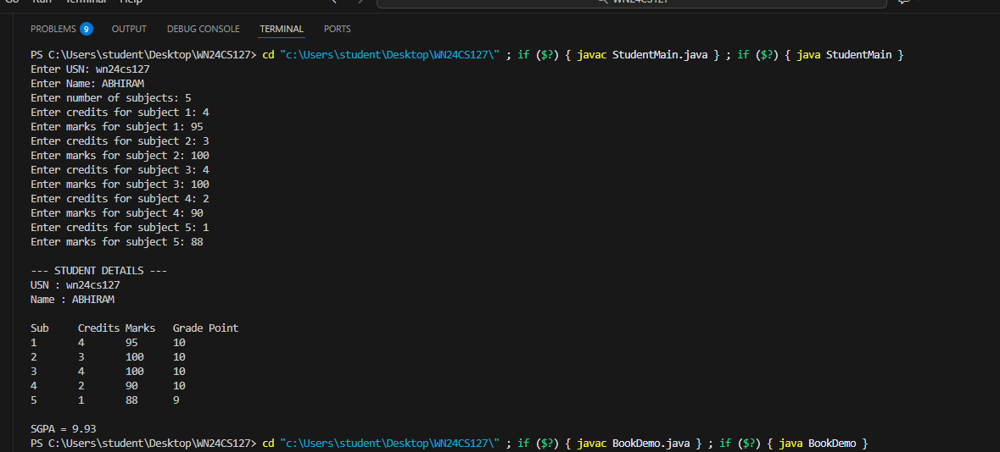 Go Run Terminal Help WN24CS127
PROBLEMS 9 OUTPUT DEBUG CONSOLE TERMINAL PORTS
PS C:\Users\student\Desktop\WN24CS127> cd "c:\Users\student\Desktop\WN24CS127\" ; if ($?) { javac StudentMain.java } ; if ($?) { java StudentMain }
Enter USN: wn24cs127
Enter Name: ABHIRAM
Enter number of subjects: 5
Enter credits for subject 1: 4
Enter marks for subject 1: 95
Enter credits for subject 2: 3
Enter marks for subject 2: 100
Enter credits for subject 3: 4
Enter marks for subject 3: 100
Enter credits for subject 4: 2
Enter marks for subject 4: 90
Enter credits for subject 5: 1
Enter marks for subject 5: 88
--- STUDENT DETAILS ---
USN : wn24cs127
Name : ABHIRAM
Sub Credits Marks Grade Point
1 4 95 10
2 3 100 10
3 4 100 10
4 2 90 10
5 1 88 9
SGPA = 9.93
PS C:\Users\student\Desktop\WN24CS127> cd "c:\Users\student\Desktop\WN24CS127\" ; if ($?) { javac BookDemo.java } ; if ($?) { java BookDemo }